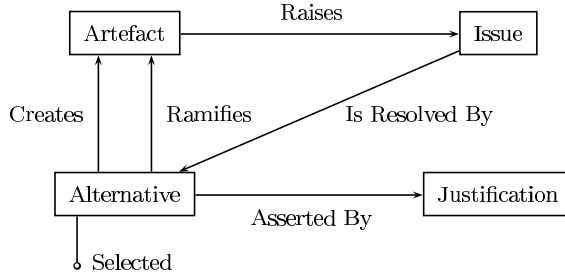 Raises
Artefact
Issue
Creates
Ramifies
Is Resolved By
Alternative
Justification
Asserted By
Selected